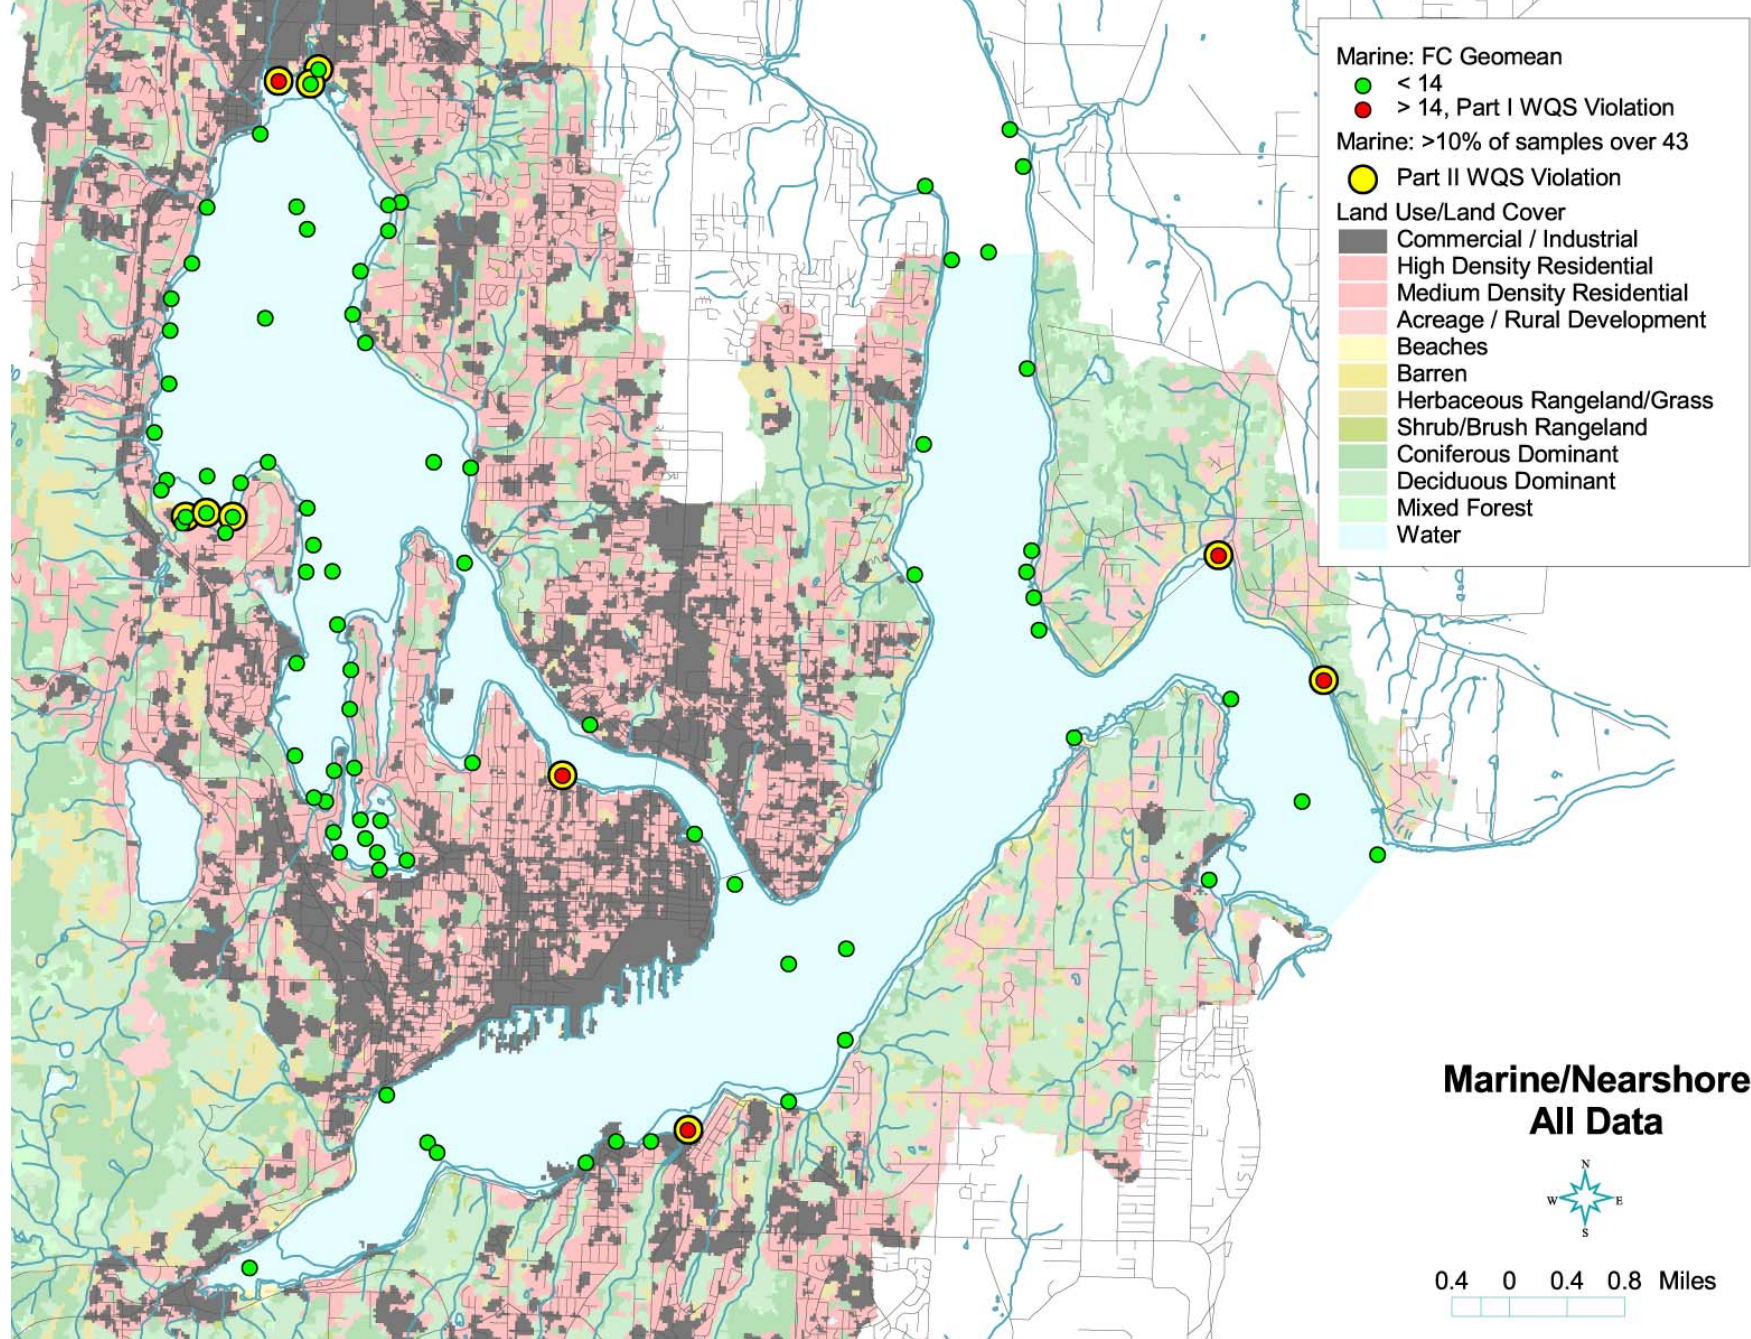 Marine: FC Geomean
< 14
> 14, Part I WQS Violation
Marine: >10% of samples over 43
Part II WQS Violation
Land Use/Land Cover
Commercial / Industrial
High Density Residential
Medium Density Residential
Acreage / Rural Development
Beaches
Barren
Herbaceous Rangeland/Grass
Shrub/Brush Rangeland
Coniferous Dominant
Deciduous Dominant
Mixed Forest
Water
Marine/Nearshore
All Data
N
W E
S
0.4 0 0.4 0.8 Miles